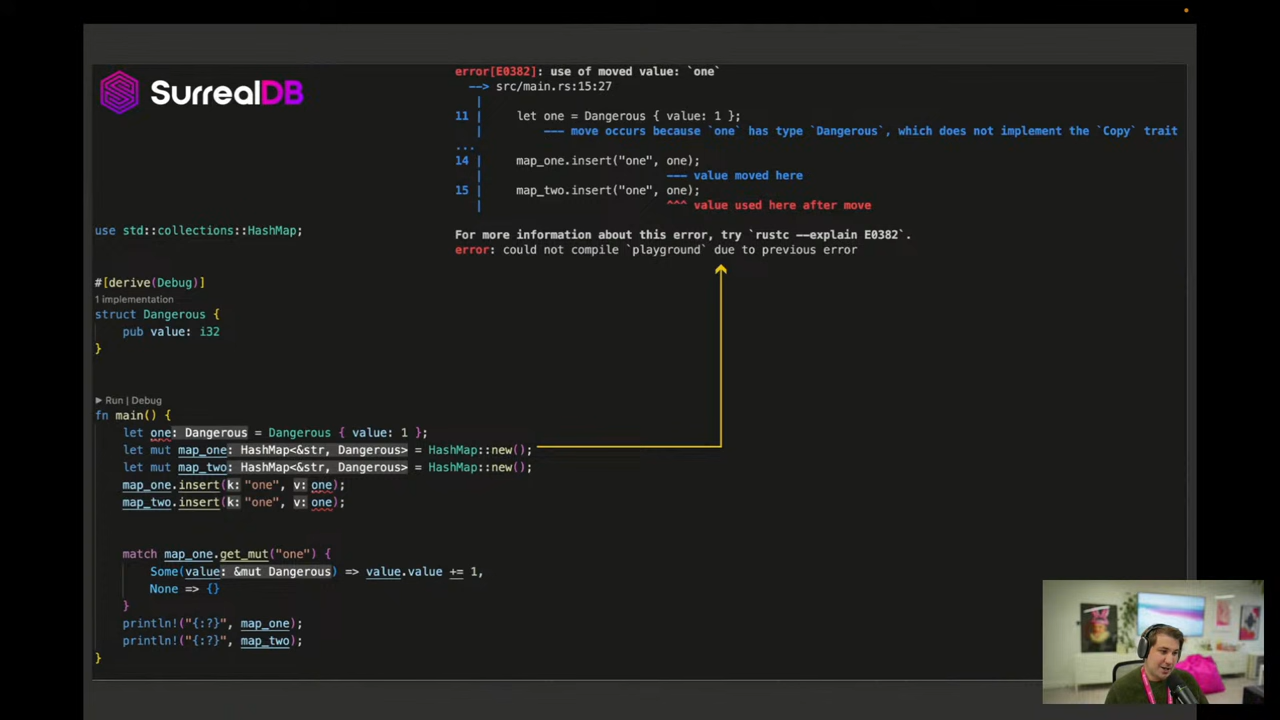 SurrealDB
error[E0382]: use of moved value: `one`
--> src/main.rs:15:27
|
11 | let one = Dangerous { value: 1 };
| --- move occurs because `one` has type `Dangerous`, which does not implement the `Copy` trait
...
14 | map_one.insert("one", one);
| --- value moved here
15 | map_two.insert("one", one);
| ^^^ value used here after move
For more information about this error, try `rustc --explain E0382`.
error: could not compile `playground` due to previous error
use std::collections::HashMap;
#[derive(Debug)]
1 implementation
struct Dangerous {
pub value: i32
}
▶ Run | Debug
fn main() {
let one: Dangerous = Dangerous { value: 1 };
let mut map_one: HashMap<&str, Dangerous> = HashMap::new();
let mut map_two: HashMap<&str, Dangerous> = HashMap::new();
map_one.insert(k: "one", v: one);
map_two.insert(k: "one", v: one);
match map_one.get_mut("one") {
Some(value: &mut Dangerous) => value.value += 1,
None => {}
}
println!("{:?}", map_one);
println!("{:?}", map_two);
}